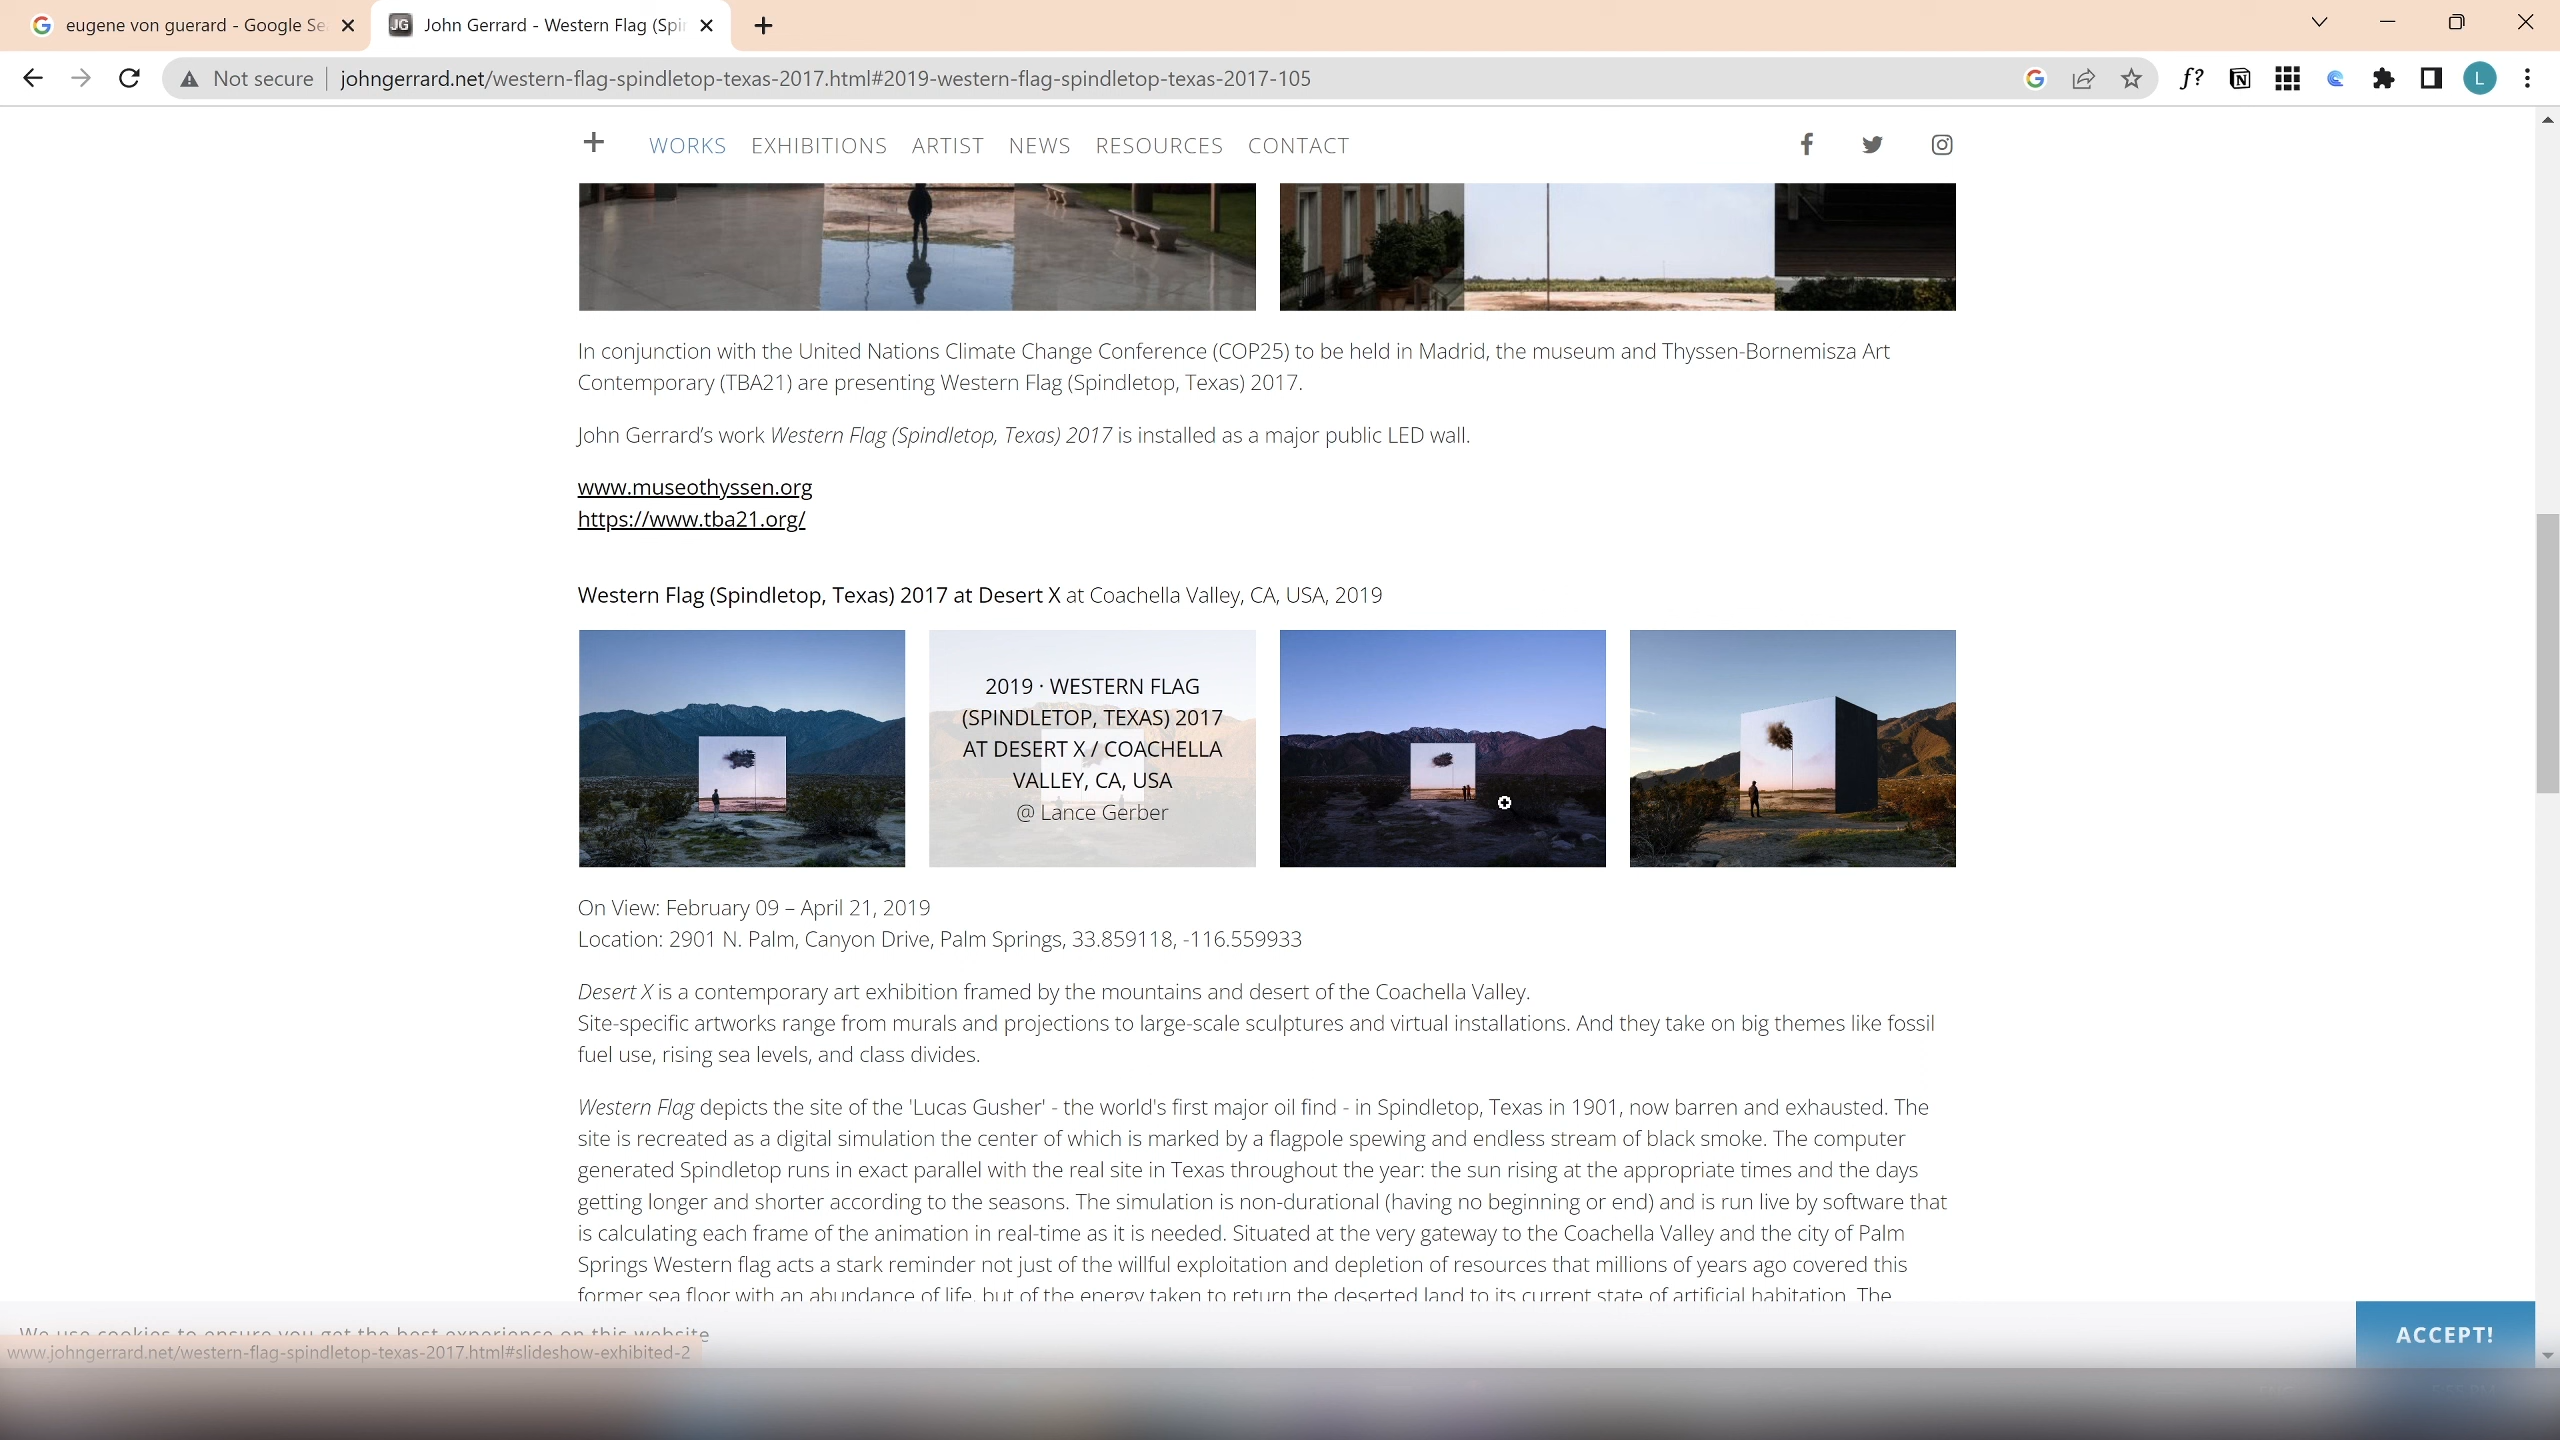 eugene von guerard - Google Se
John Gerrard - Western Flag (Spi
Not secure
johngerrard.net/western-flag-spindletop-texas-2017.html#2019-western-flag-spindletop-texas-2017-105
f?
L
+ WORKS EXHIBITIONS ARTIST NEWS RESOURCES CONTACT
In conjunction with the United Nations Climate Change Conference (COP25) to be held in Madrid, the museum and Thyssen-Bornemisza Art
Contemporary (TBA21) are presenting Western Flag (Spindletop, Texas) 2017.
John Gerrard's work Western Flag (Spindletop, Texas) 2017 is installed as a major public LED wall.
www.museothyssen.org
https://www.tba21.org/
Western Flag (Spindletop, Texas) 2017 at Desert X at Coachella Valley, CA, USA, 2019
2019 · WESTERN FLAG
(SPINDLETOP, TEXAS) 2017
AT DESERT X / COACHELLA
VALLEY, CA, USA
@ Lance Gerber
On View: February 09 – April 21, 2019
Location: 2901 N. Palm, Canyon Drive, Palm Springs, 33.859118, -116.559933
Desert X is a contemporary art exhibition framed by the mountains and desert of the Coachella Valley.
Site-specific artworks range from murals and projections to large-scale sculptures and virtual installations. And they take on big themes like fossil
fuel use, rising sea levels, and class divides.
Western Flag depicts the site of the 'Lucas Gusher' - the world's first major oil find - in Spindletop, Texas in 1901, now barren and exhausted. The
site is recreated as a digital simulation the center of which is marked by a flagpole spewing and endless stream of black smoke. The computer
generated Spindletop runs in exact parallel with the real site in Texas throughout the year: the sun rising at the appropriate times and the days
getting longer and shorter according to the seasons. The simulation is non-durational (having no beginning or end) and is run live by software that
is calculating each frame of the animation in real-time as it is needed. Situated at the very gateway to the Coachella Valley and the city of Palm
Springs Western flag acts a stark reminder not just of the willful exploitation and depletion of resources that millions of years ago covered this
former sea floor with an abundance of life, but of the energy taken to return the deserted land to its current state of artificial habitation. The
We use cookies to ensure you get the best experience on this website
ACCEPT!
www.johngerrard.net/western-flag-spindletop-texas-2017.html#slideshow-exhibited-2